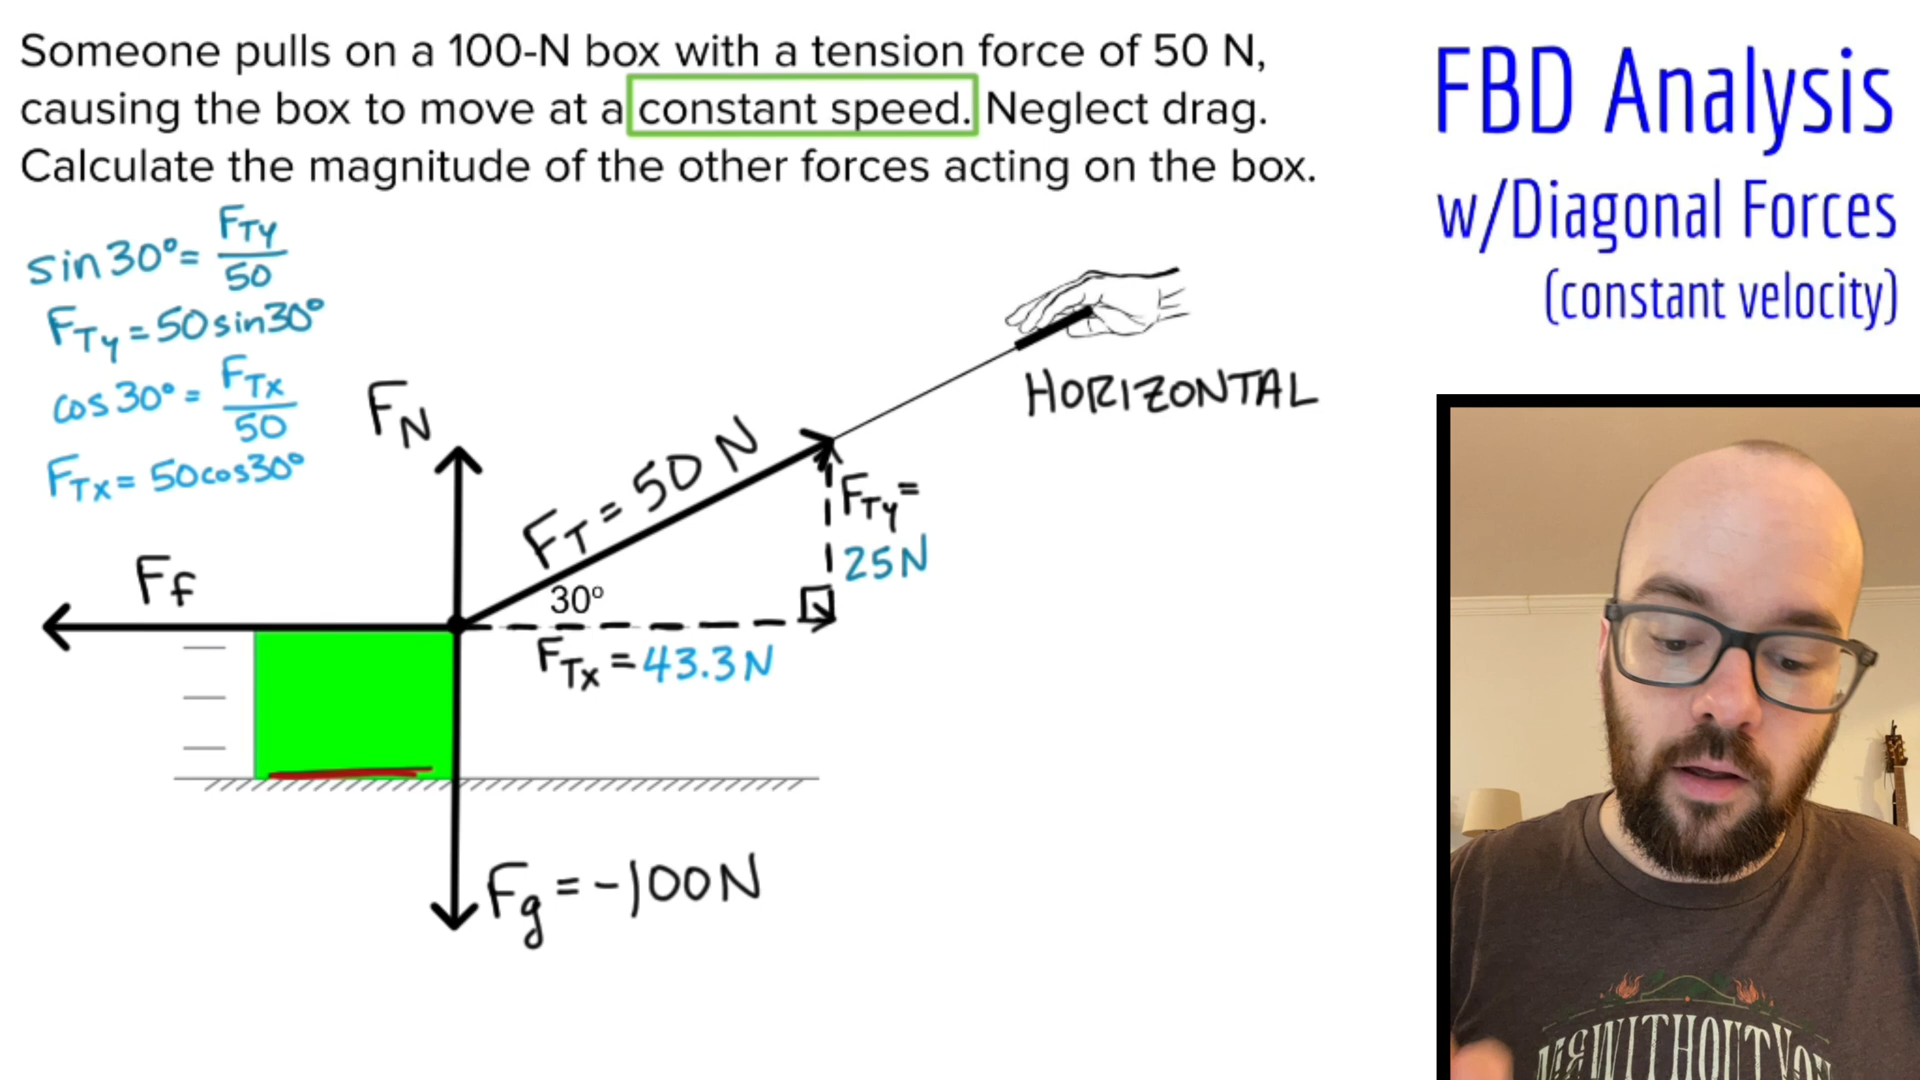 Someone pulls on a 100-N box with a tension force of 50 N,
causing the box to move at a constant speed. Neglect drag.
Calculate the magnitude of the other forces acting on the box.
FBD Analysis
w/Diagonal Forces
(constant velocity)
sin30°= FTy
50
FTy=50sin30°
cos30°= FTx
50
FTx= 50cos30°
HORIZONTAL
FN
FT = 50 N
FTy=
25N
Ff
30°
FTx =43.3N
Fg = -100N
WITHOUT